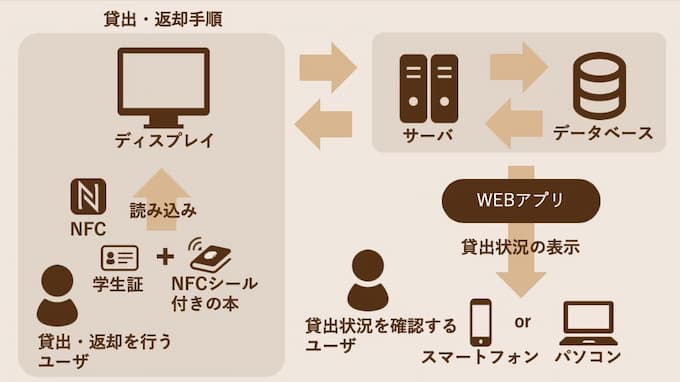 貸出・返却手順
ディスプレイ
サーバ
データベース
NFC
読み込み
学生証
NFCシール
付きの本
貸出・返却を行う
ユーザ
WEBアプリ
貸出状況の表示
貸出状況を確認する
ユーザ
スマートフォン
or
パソコン